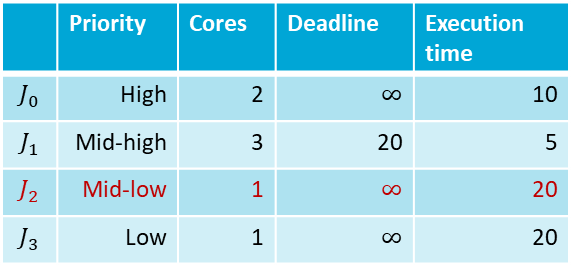 Priority Cores Deadline Execution time
J₀ High 2 ∞ 10
J₁ Mid-high 3 20 5
J₂ Mid-low 1 ∞ 20
J₃ Low 1 ∞ 20